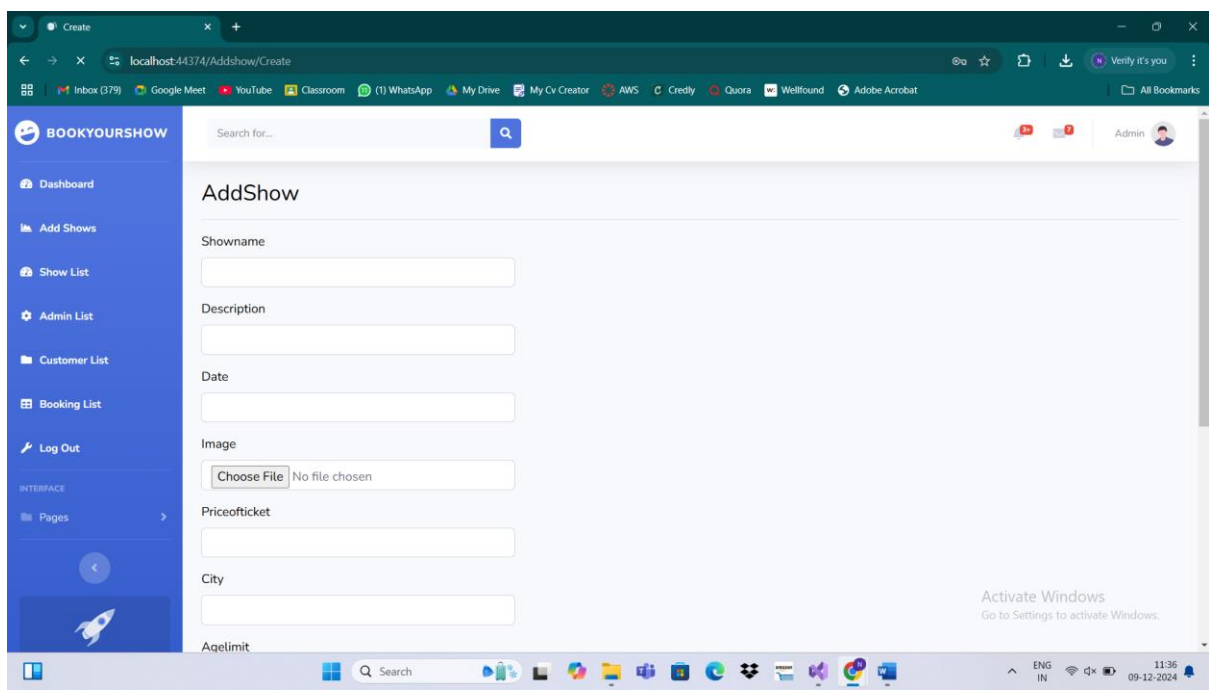 Create
localhost:44374/Addshow/Create
Verify it's you
Inbox (379) Google Meet YouTube Classroom (1) WhatsApp My Drive My Cv Creator AWS Credly Quora Wellfound Adobe Acrobat All Bookmarks
BOOKYOURSHOW
Search for...
3+
7
Admin
Dashboard
Add Shows
Show List
Admin List
Customer List
Booking List
Log Out
INTERFACE
Pages
AddShow
Showname
Description
Date
Image
Choose File No file chosen
Priceofticket
City
Agelimit
Activate Windows
Go to Settings to activate Windows.
Search
ENG
IN
11:36
09-12-2024